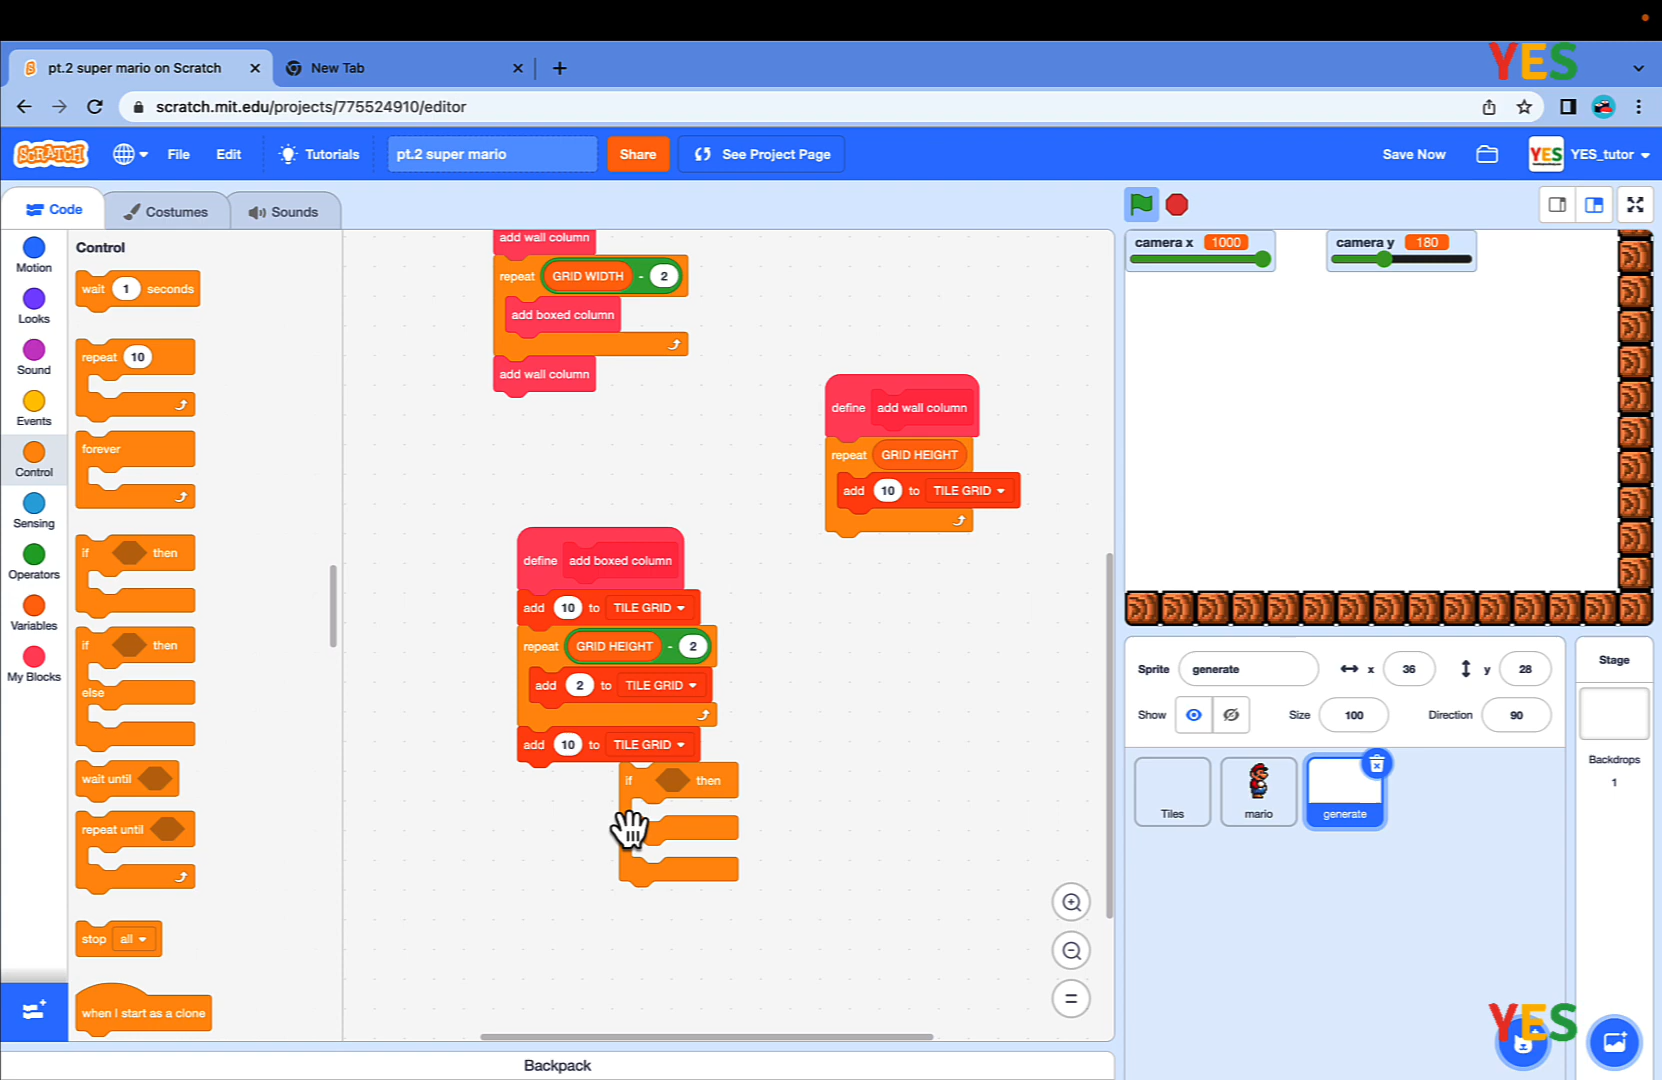 YES
pt.2 super mario on Scratch
New Tab
scratch.mit.edu/projects/775524910/editor
SCRATCH
File
Edit
Tutorials
pt.2 super mario
Share
See Project Page
Save Now
YES
YES_tutor
Code
Costumes
Sounds
Motion
Looks
Sound
Events
Control
Sensing
Operators
Variables
My Blocks
Control
wait 1 seconds
repeat 10
forever
if then
if then
else
wait until
repeat until
stop all
when I start as a clone
add wall column
repeat GRID WIDTH - 2
add boxed column
add wall column
define add wall column
repeat GRID HEIGHT
add 10 to TILE GRID
define add boxed column
add 10 to TILE GRID
repeat GRID HEIGHT - 2
add 2 to TILE GRID
add 10 to TILE GRID
if then
camera x 1000
camera y 180
Sprite generate x 36 y 28
Show Size 100 Direction 90
Tiles
mario
generate
Stage
Backdrops
1
YES
Backpack